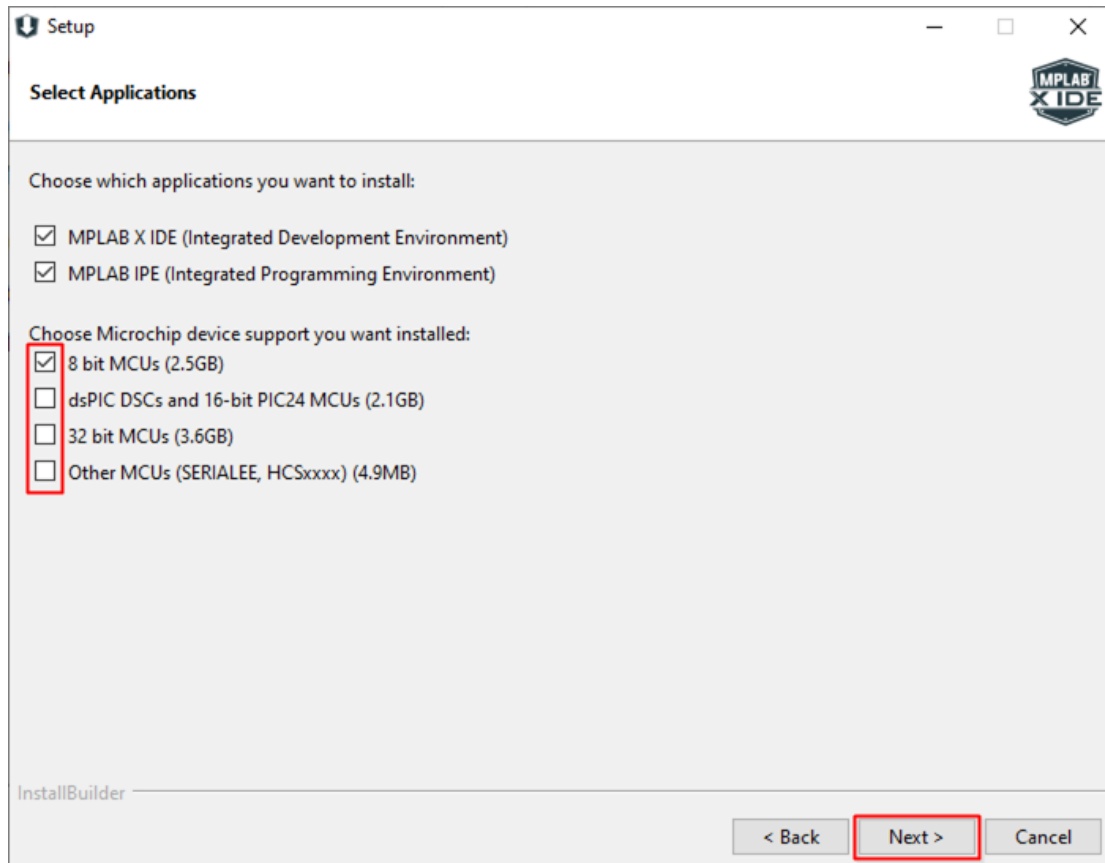 Setup
Select Applications
MPLAB
X IDE
Choose which applications you want to install:
MPLAB X IDE (Integrated Development Environment)
MPLAB IPE (Integrated Programming Environment)
Choose Microchip device support you want installed:
8 bit MCUs (2.5GB)
dsPIC DSCs and 16-bit PIC24 MCUs (2.1GB)
32 bit MCUs (3.6GB)
Other MCUs (SERIALEE, HCSxxxx) (4.9MB)
InstallBuilder
< Back Next > Cancel